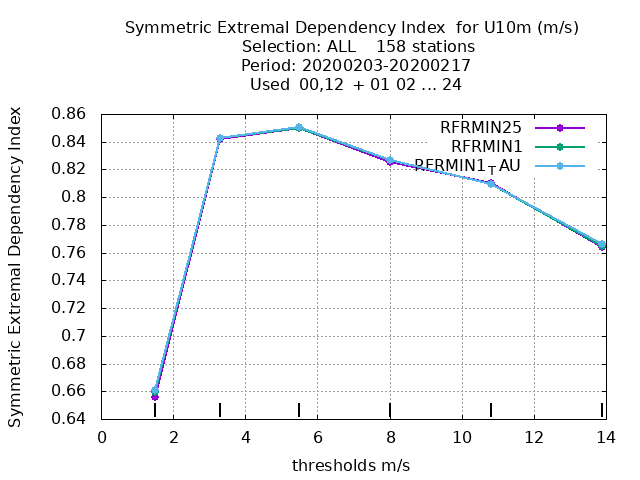 Symmetric Extremal Dependency Index  for U10m (m/s)
Selection: ALL    158 stations
Period: 20200203-20200217
Used  00,12  + 01 02 ... 24
Symmetric Extremal Dependency Index
0.86
0.84
0.82
0.8
0.78
0.76
0.74
0.72
0.7
0.68
0.66
0.64
RFRMIN25
RFRMIN1
RFRMIN1TAU
0 2 4 6 8 10 12 14
thresholds m/s